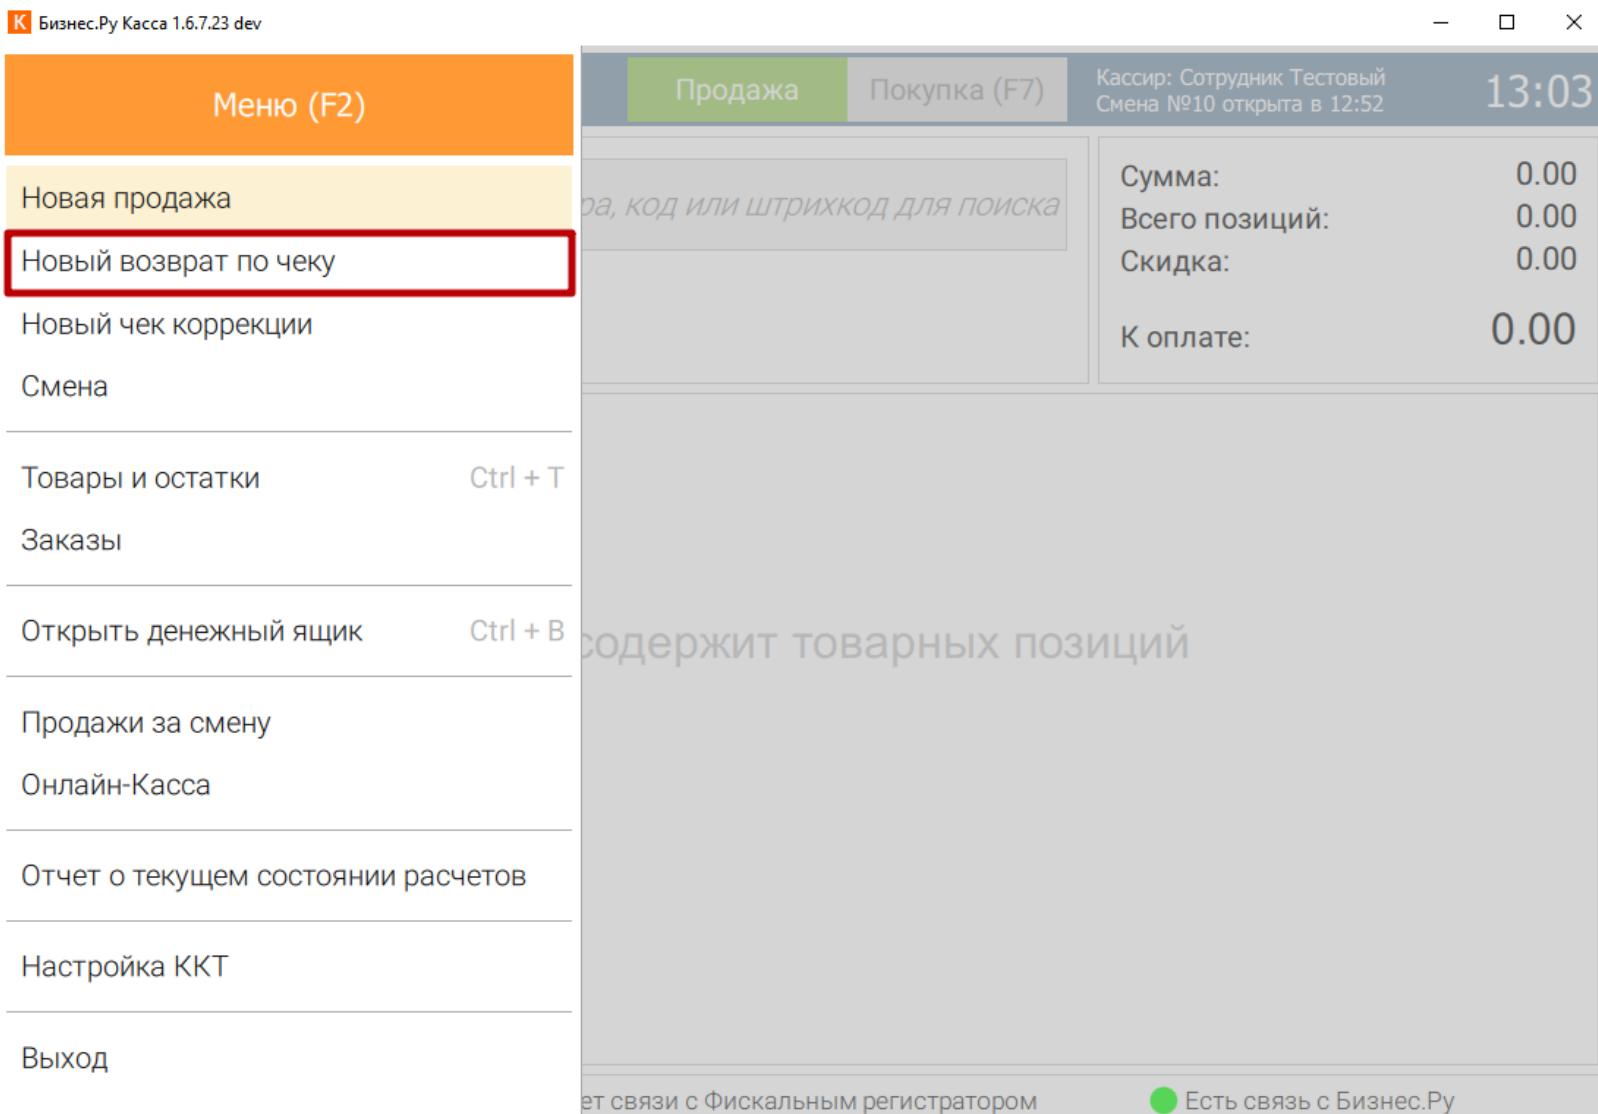 К Бизнес.Ру Касса 1.6.7.23 dev
Меню (F2)
Продажа
Покупка (F7)
Кассир: Сотрудник Тестовый
Смена №10 открыта в 12:52
13:03
Новая продажа
Новый возврат по чеку
Новый чек коррекции
Смена
Товары и остатки Ctrl + T
Заказы
Открыть денежный ящик Ctrl + B
Продажи за смену
Онлайн-Касса
Отчет о текущем состоянии расчетов
Настройка ККТ
Выход
код или штрихкод для поиска
Сумма: 0.00
Всего позиций: 0.00
Скидка: 0.00
К оплате: 0.00
содержит товарных позиций
связи с Фискальным регистратором
Есть связь с Бизнес.Ру